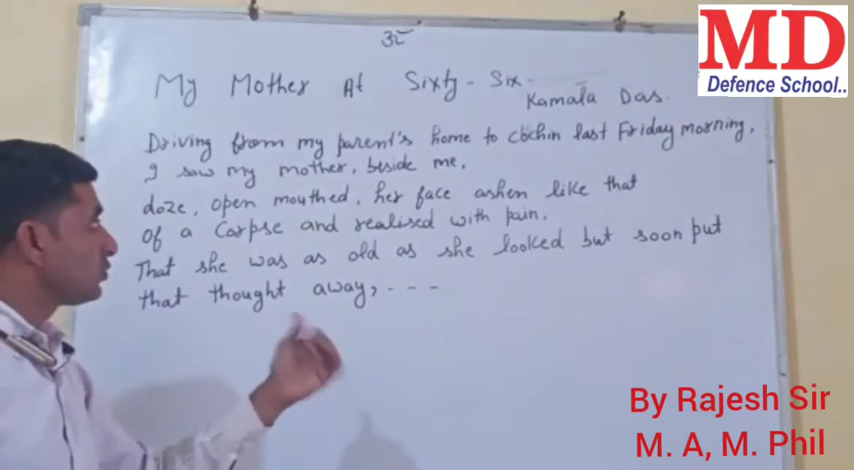 ॐ
MD
Defence School..
My Mother At Sixty-Six
Kamala Das.
Driving from my parent's home to cochin last Friday morning,
I saw my mother, beside me,
doze, open mouthed, her face ashen like that
of a corpse and realised with pain.
That she was as old as she looked but soon put
that thought away, - - -
By Rajesh Sir
M. A, M. Phil